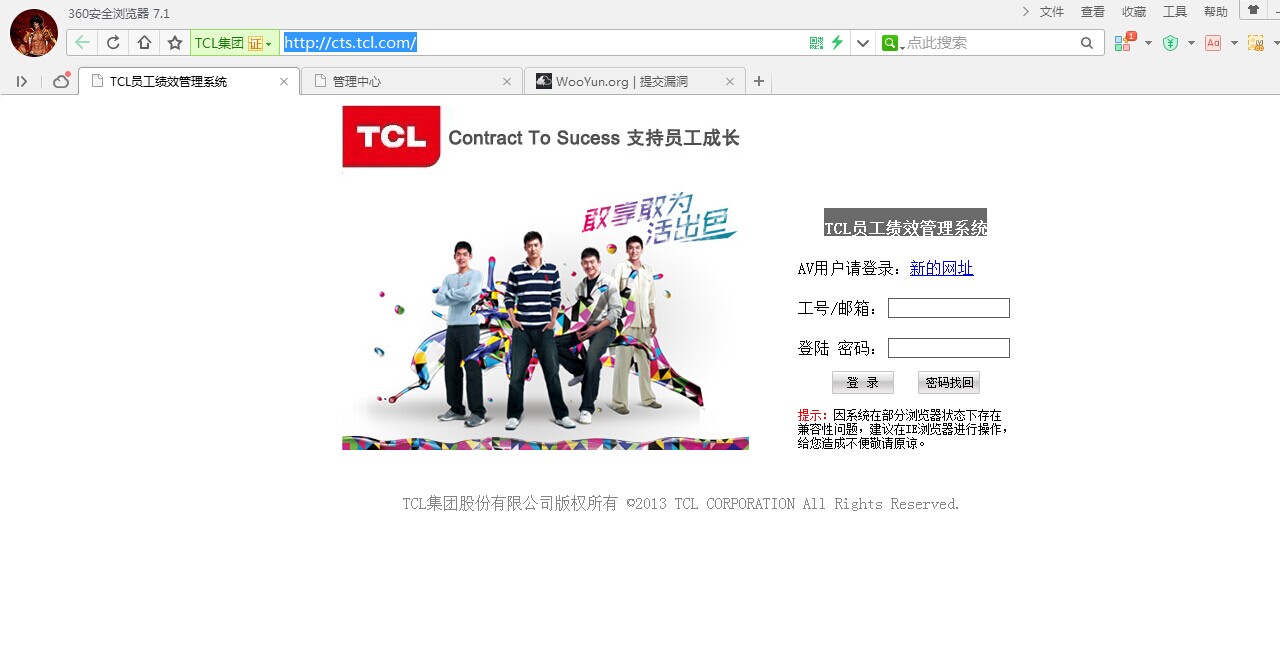 360安全浏览器 7.1
文件 查看 收藏 工具 帮助
TCL集团 证 http://cts.tcl.com/ 点此搜索 1
TCL员工绩效管理系统 管理中心 WooYun.org | 提交漏洞
TCL Contract To Sucess 支持员工成长
敢享敢为
活出色
TCL员工绩效管理系统
AV用户请登录：新的网址
工号/邮箱：
登陆 密码：
登 录 密码找回
提示：因系统在部分浏览器状态下存在
兼容性问题，建议在IE浏览器进行操作，
给您造成不便敬请原谅。
TCL集团股份有限公司版权所有 ©2013 TCL CORPORATION All Rights Reserved.